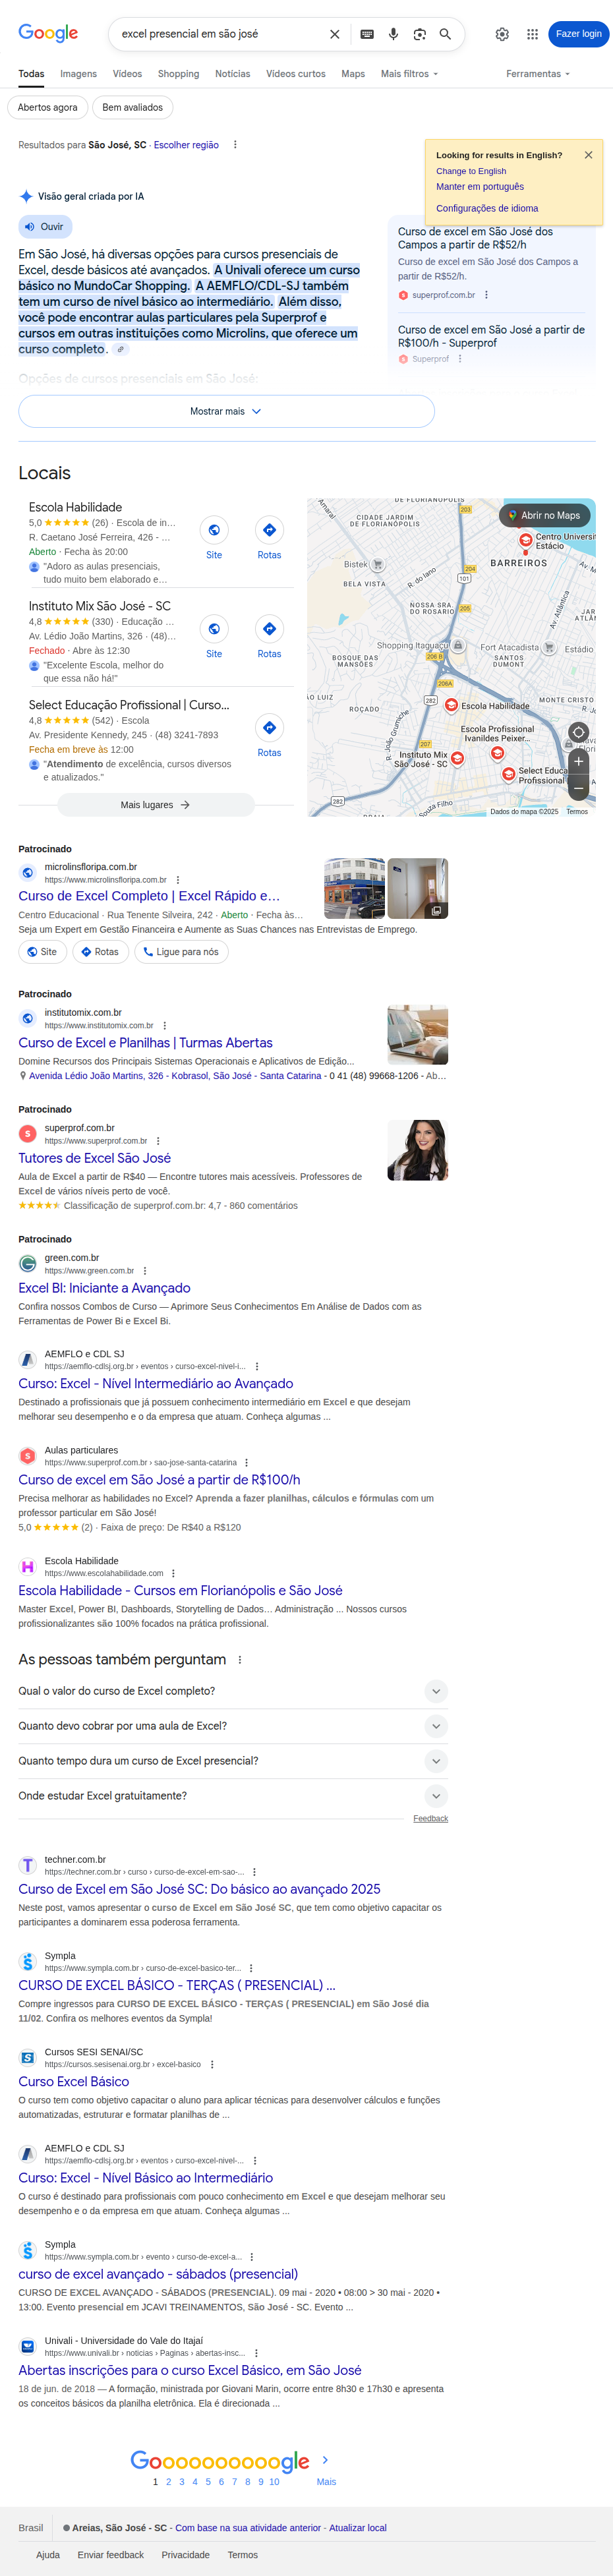 Google
excel presencial em são josé
Fazer login
Todas Imagens Vídeos Shopping Notícias Vídeos curtos Maps Mais filtros Ferramentas
Abertos agora Bem avaliados
Resultados para São José, SC · Escolher região
Looking for results in English?
Change to English
Manter em português
Configurações de idioma
Visão geral criada por IA
Ouvir
Em São José, há diversas opções para cursos presenciais de
Excel, desde básicos até avançados. A Univali oferece um curso
básico no MundoCar Shopping. A AEMFLO/CDL-SJ também
tem um curso de nível básico ao intermediário. Além disso,
você pode encontrar aulas particulares pela Superprof e
cursos em outras instituições como Microlins, que oferece um
curso completo.
Opções de cursos presenciais em São José:
Curso de excel em São José dos
Campos a partir de R$52/h
Curso de excel em São José dos Campos a
partir de R$52/h.
superprof.com.br
Curso de excel em São José a partir de
R$100/h - Superprof
Superprof
Mostrar mais
Locais
Escola Habilidade
5,0 (26) · Escola de in…
R. Caetano José Ferreira, 426 - …
Aberto · Fecha às 20:00
"Adoro as aulas presenciais,
tudo muito bem elaborado e…
Site Rotas
Instituto Mix São José - SC
4,8 (330) · Educação …
Av. Lédio João Martins, 326 · (48)…
Fechado · Abre às 12:30
"Excelente Escola, melhor do
que essa não há!"
Site Rotas
Select Educação Profissional | Curso…
4,8 (542) · Escola
Av. Presidente Kennedy, 245 · (48) 3241-7893
Fecha em breve às 12:00
"Atendimento de excelência, cursos diversos
e atualizados."
Rotas
Mais lugares
Abrir no Maps
Amaral
DE FLORIANÓPOLIS
CIDADE JARDIM
DE FLORIANÓPOLIS
203
Centro Universit
Estácio
BARREIROS
Bistek
204
R. do Iano
101
BELA VISTA
Av. Atlântica
NOSSA SRA.
DO ROSÁRIO
205
JARDI
ATLÂN
Shopping Itaguaçu
Fort Atacadista
Estádio
206 B
BOSQUE DAS
MANSÕES
SANTOS
DUMONT
206A
ÃO LUIZ
282
MONTE CRISTO
ROÇADO
Escola Habilidade
R. João Grumiche
Escola Profissional
Ivanildes Peixer...
207
Instituto Mix
São José - SC
Select Educa
Profissional
282
Souza Filho
Dados do mapa ©2025 Termos
Patrocinado
microlinsfloripa.com.br
https://www.microlinsfloripa.com.br
Curso de Excel Completo | Excel Rápido e…
Centro Educacional · Rua Tenente Silveira, 242 · Aberto · Fecha às…
Seja um Expert em Gestão Financeira e Aumente as Suas Chances nas Entrevistas de Emprego.
Site Rotas Ligue para nós
Patrocinado
institutomix.com.br
https://www.institutomix.com.br
Curso de Excel e Planilhas | Turmas Abertas
Domine Recursos dos Principais Sistemas Operacionais e Aplicativos de Edição...
Avenida Lédio João Martins, 326 - Kobrasol, São José - Santa Catarina - 0 41 (48) 99668-1206 - Ab…
Patrocinado
superprof.com.br
https://www.superprof.com.br
Tutores de Excel São José
Aula de Excel a partir de R$40 — Encontre tutores mais acessíveis. Professores de
Excel de vários níveis perto de você.
Classificação de superprof.com.br: 4,7 - 860 comentários
Patrocinado
green.com.br
https://www.green.com.br
Excel BI: Iniciante a Avançado
Confira nossos Combos de Curso — Aprimore Seus Conhecimentos Em Análise de Dados com as
Ferramentas de Power Bi e Excel Bi.
AEMFLO e CDL SJ
https://aemflo-cdlsj.org.br › eventos › curso-excel-nivel-i...
Curso: Excel - Nível Intermediário ao Avançado
Destinado a profissionais que já possuem conhecimento intermediário em Excel e que desejam
melhorar seu desempenho e o da empresa que atuam. Conheça algumas ...
Aulas particulares
https://www.superprof.com.br › sao-jose-santa-catarina
Curso de excel em São José a partir de R$100/h
Precisa melhorar as habilidades no Excel? Aprenda a fazer planilhas, cálculos e fórmulas com um
professor particular em São José!
5,0 (2) · Faixa de preço: De R$40 a R$120
Escola Habilidade
https://www.escolahabilidade.com
Escola Habilidade - Cursos em Florianópolis e São José
Master Excel, Power BI, Dashboards, Storytelling de Dados… Administração ... Nossos cursos
profissionalizantes são 100% focados na prática profissional.
As pessoas também perguntam
Qual o valor do curso de Excel completo?
Quanto devo cobrar por uma aula de Excel?
Quanto tempo dura um curso de Excel presencial?
Onde estudar Excel gratuitamente?
Feedback
techner.com.br
https://techner.com.br › curso › curso-de-excel-em-sao-...
Curso de Excel em São José SC: Do básico ao avançado 2025
Neste post, vamos apresentar o curso de Excel em São José SC, que tem como objetivo capacitar os
participantes a dominarem essa poderosa ferramenta.
Sympla
https://www.sympla.com.br › curso-de-excel-basico-ter...
CURSO DE EXCEL BÁSICO - TERÇAS ( PRESENCIAL) ...
Compre ingressos para CURSO DE EXCEL BÁSICO - TERÇAS ( PRESENCIAL) em São José dia
11/02. Confira os melhores eventos da Sympla!
Cursos SESI SENAI/SC
https://cursos.sesisenai.org.br › excel-basico
Curso Excel Básico
O curso tem como objetivo capacitar o aluno para aplicar técnicas para desenvolver cálculos e funções
automatizadas, estruturar e formatar planilhas de ...
AEMFLO e CDL SJ
https://aemflo-cdlsj.org.br › eventos › curso-excel-nivel-...
Curso: Excel - Nível Básico ao Intermediário
O curso é destinado para profissionais com pouco conhecimento em Excel e que desejam melhorar seu
desempenho e o da empresa em que atuam. Conheça algumas ...
Sympla
https://www.sympla.com.br › evento › curso-de-excel-a...
curso de excel avançado - sábados (presencial)
CURSO DE EXCEL AVANÇADO - SÁBADOS (PRESENCIAL). 09 mai - 2020 • 08:00 > 30 mai - 2020 •
13:00. Evento presencial em JCAVI TREINAMENTOS, São José - SC. Evento ...
Univali - Universidade do Vale do Itajaí
https://www.univali.br › noticias › Paginas › abertas-insc...
Abertas inscrições para o curso Excel Básico, em São José
18 de jun. de 2018 — A formação, ministrada por Giovani Marin, ocorre entre 8h30 e 17h30 e apresenta
os conceitos básicos da planilha eletrônica. Ela é direcionada ...
Goooooooooogle
1 2 3 4 5 6 7 8 9 10 Mais
Brasil Areias, São José - SC - Com base na sua atividade anterior - Atualizar local
Ajuda Enviar feedback Privacidade Termos